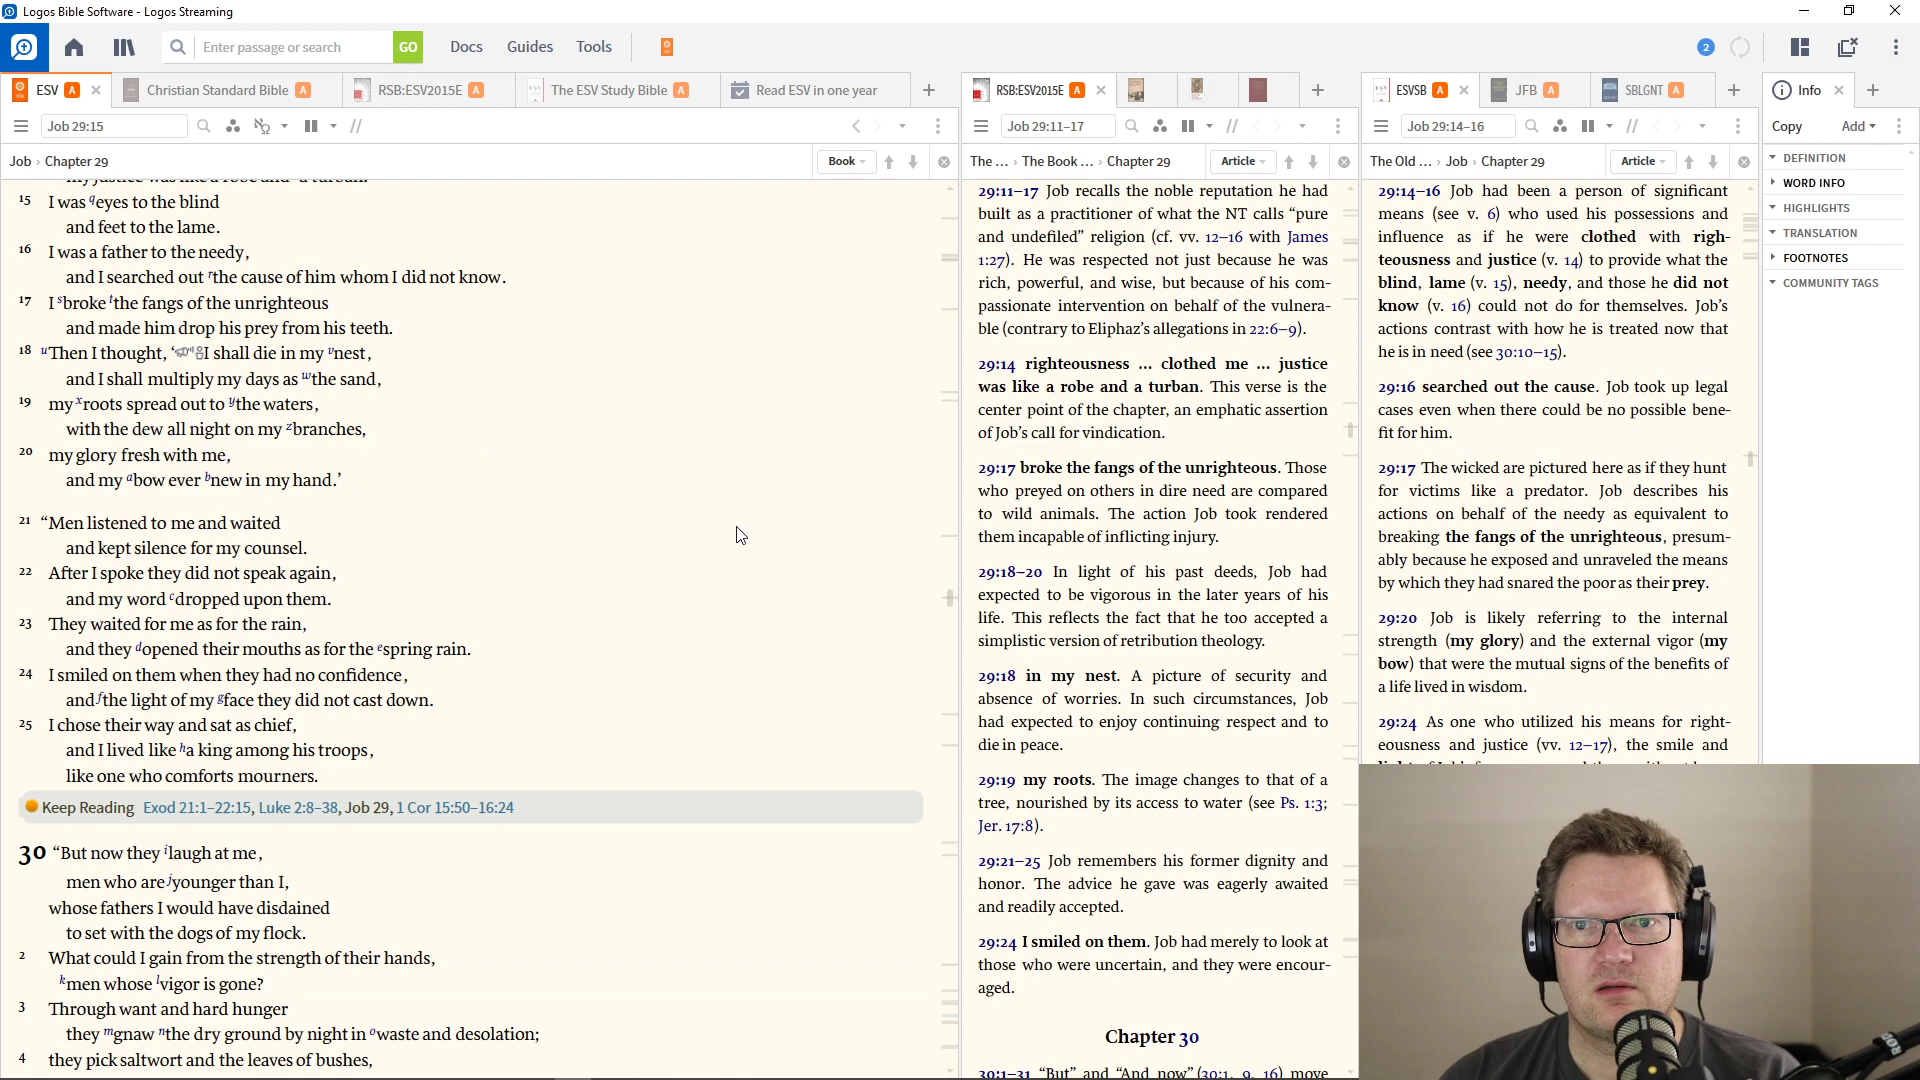 Logos Bible Software - Logos Streaming
Enter passage or search
GO
Docs
Guides
Tools
2
ESV A
Christian Standard Bible A
RSB:ESV2015E A
The ESV Study Bible A
Read ESV in one year
Job 29:15
Job › Chapter 29
Book
15 I was q eyes to the blind
and feet to the lame.
16 I was a father to the needy,
and I searched out r the cause of him whom I did not know.
17 I s broke t the fangs of the unrighteous
and made him drop his prey from his teeth.
18 u Then I thought, ‘I shall die in my v nest,
and I shall multiply my days as w the sand,
19 my x roots spread out to y the waters,
with the dew all night on my z branches,
20 my glory fresh with me,
and my a bow ever b new in my hand.’
21 “Men listened to me and waited
and kept silence for my counsel.
22 After I spoke they did not speak again,
and my word c dropped upon them.
23 They waited for me as for the rain,
and they d opened their mouths as for the e spring rain.
24 I smiled on them when they had no confidence,
and f the light of my g face they did not cast down.
25 I chose their way and sat as chief,
and I lived like h a king among his troops,
like one who comforts mourners.
Keep Reading Exod 21:1–22:15, Luke 2:8–38, Job 29, 1 Cor 15:50–16:24
30 “But now they i laugh at me,
men who are j younger than I,
whose fathers I would have disdained
to set with the dogs of my flock.
2 What could I gain from the strength of their hands,
k men whose l vigor is gone?
3 Through want and hard hunger
they m gnaw n the dry ground by night in o waste and desolation;
4 they pick saltwort and the leaves of bushes,
RSB:ESV2015E A
Job 29:11–17
The ... › The Book ... › Chapter 29
Article
29:11–17 Job recalls the noble reputation he had
built as a practitioner of what the NT calls “pure
and undefiled” religion (cf. vv. 12–16 with James
1:27). He was respected not just because he was
rich, powerful, and wise, but because of his com-
passionate intervention on behalf of the vulnera-
ble (contrary to Eliphaz’s allegations in 22:6–9).
29:14 righteousness ... clothed me ... justice
was like a robe and a turban. This verse is the
center point of the chapter, an emphatic assertion
of Job’s call for vindication.
29:17 broke the fangs of the unrighteous. Those
who preyed on others in dire need are compared
to wild animals. The action Job took rendered
them incapable of inflicting injury.
29:18–20 In light of his past deeds, Job had
expected to be vigorous in the later years of his
life. This reflects the fact that he too accepted a
simplistic version of retribution theology.
29:18 in my nest. A picture of security and
absence of worries. In such circumstances, Job
had expected to enjoy continuing respect and to
die in peace.
29:19 my roots. The image changes to that of a
tree, nourished by its access to water (see Ps. 1:3;
Jer. 17:8).
29:21–25 Job remembers his former dignity and
honor. The advice he gave was eagerly awaited
and readily accepted.
29:24 I smiled on them. Job had merely to look at
those who were uncertain, and they were encour-
aged.
Chapter 30
30:1–31 “But” and “And now” (30:1, 9, 16) move
ESVSB A
JFB A
SBLGNT A
Job 29:14–16
The Old ... › Job › Chapter 29
Article
29:14–16 Job had been a person of significant
means (see v. 6) who used his possessions and
influence as if he were clothed with righ-
teousness and justice (v. 14) to provide what the
blind, lame (v. 15), needy, and those he did not
know (v. 16) could not do for themselves. Job’s
actions contrast with how he is treated now that
he is in need (see 30:10–15).
29:16 searched out the cause. Job took up legal
cases even when there could be no possible bene-
fit for him.
29:17 The wicked are pictured here as if they hunt
for victims like a predator. Job describes his
actions on behalf of the needy as equivalent to
breaking the fangs of the unrighteous, presum-
ably because he exposed and unraveled the means
by which they had snared the poor as their prey.
29:20 Job is likely referring to the internal
strength (my glory) and the external vigor (my
bow) that were the mutual signs of the benefits of
a life lived in wisdom.
29:24 As one who utilized his means for right-
eousness and justice (vv. 12–17), the smile and
Info
Copy
Add
DEFINITION
WORD INFO
HIGHLIGHTS
TRANSLATION
FOOTNOTES
COMMUNITY TAGS